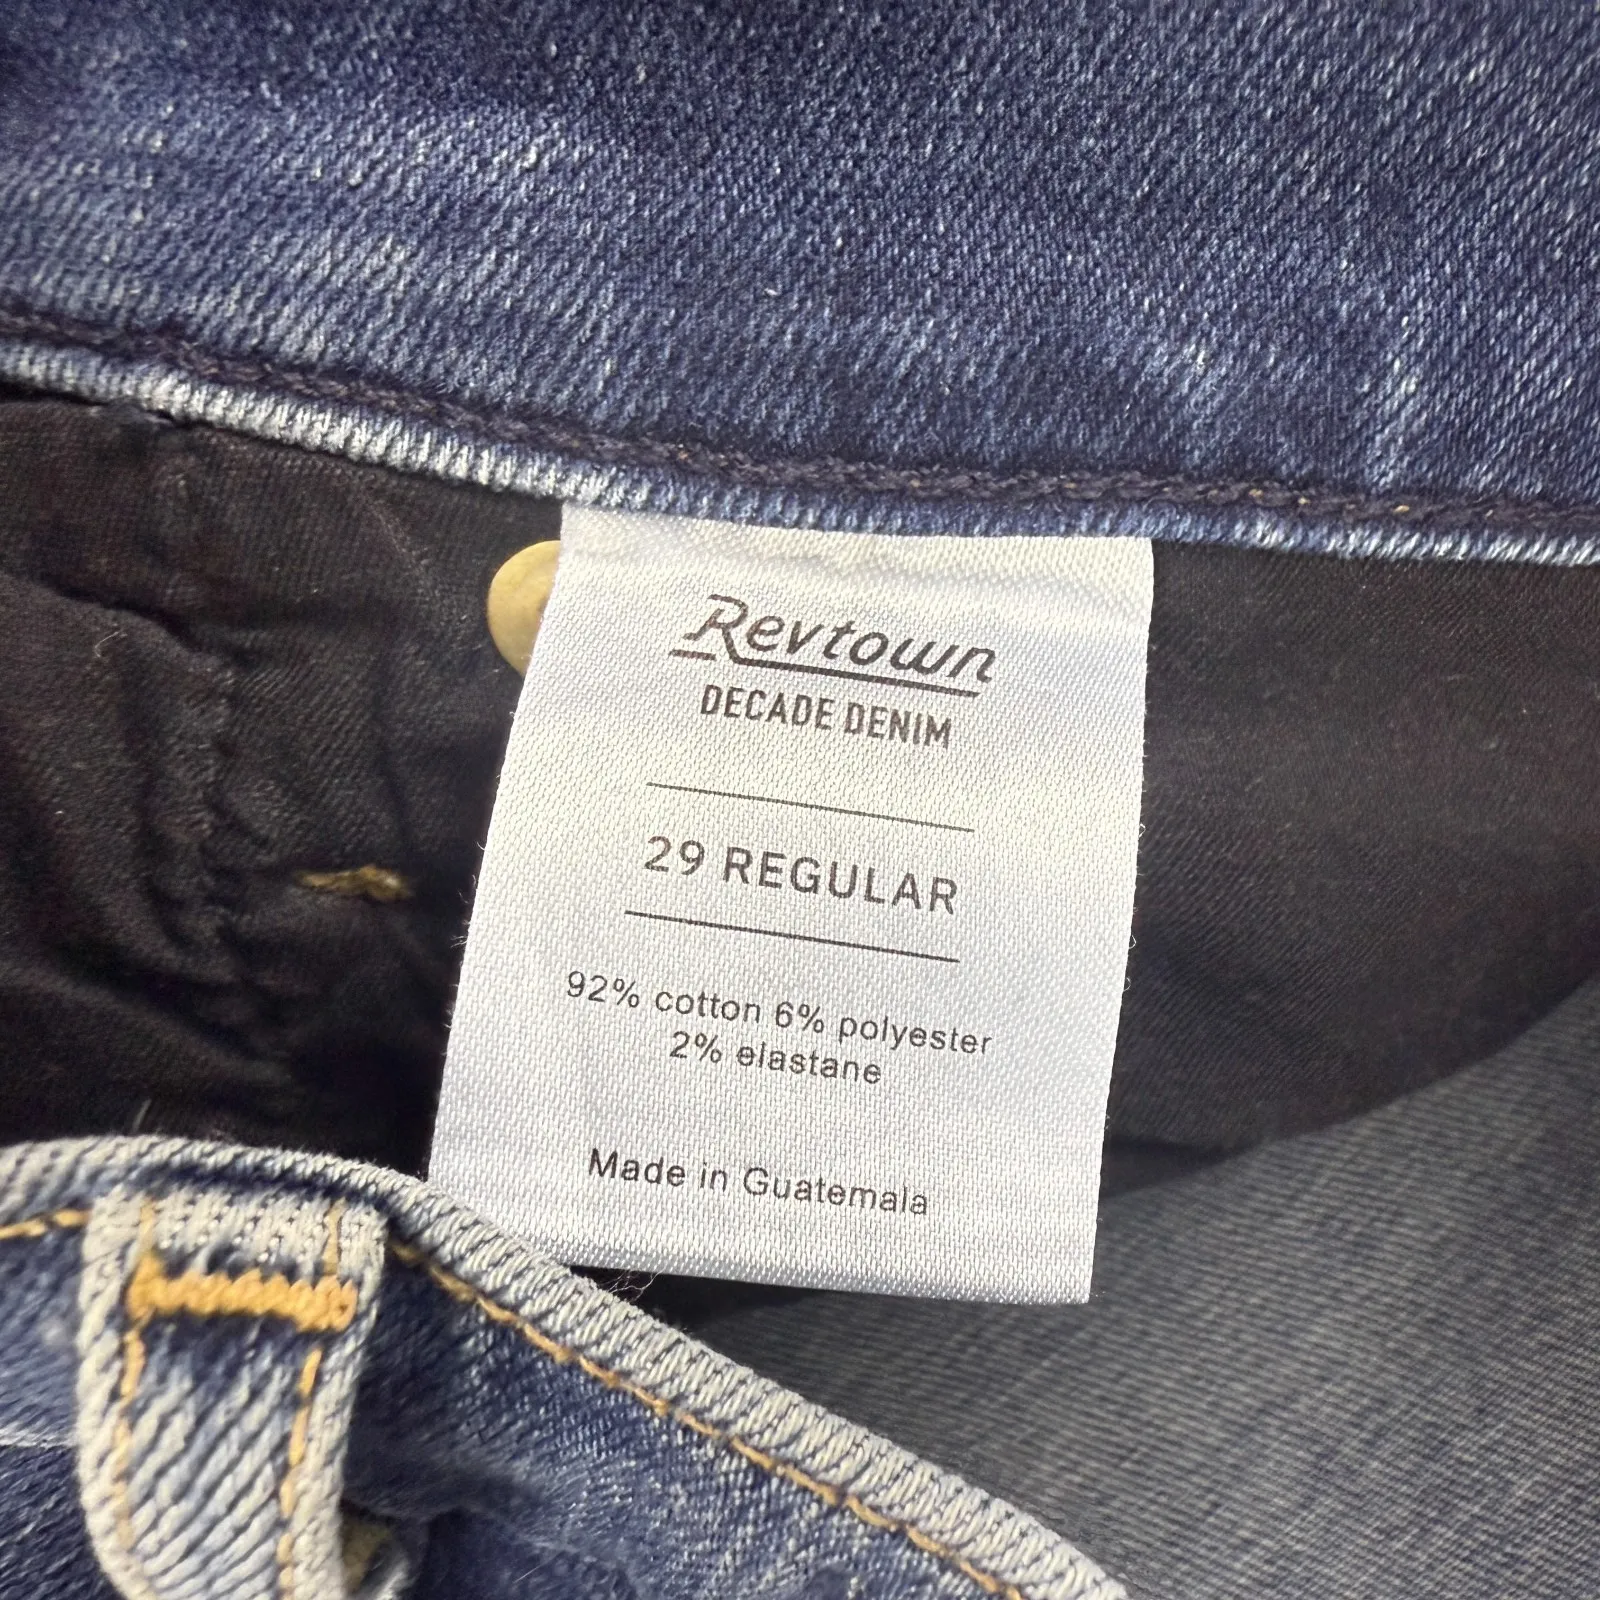 Revtown
DECADE DENIM
29 REGULAR
92% cotton 6% polyester
2% elastane
Made in Guatemala